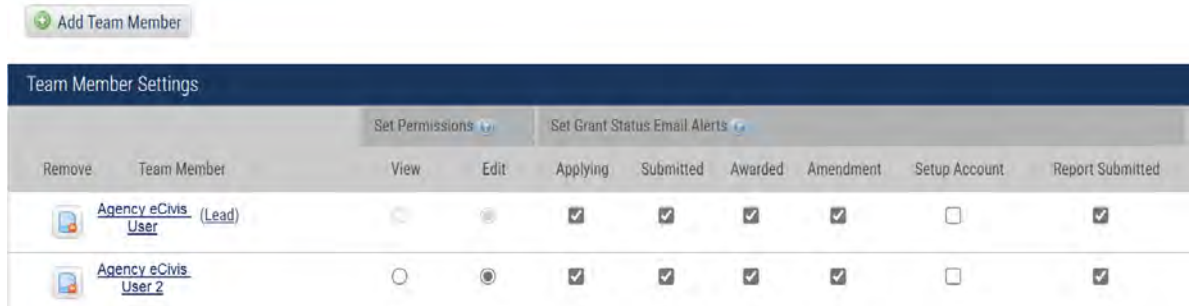 Add Team Member
Team Member Settings
Set Permissions Set Grant Status Email Alerts
Remove Team Member View Edit Applying Submitted Awarded Amendment Setup Account Report Submitted
Agency eCivis (Lead)
User
Agency eCivis
User 2